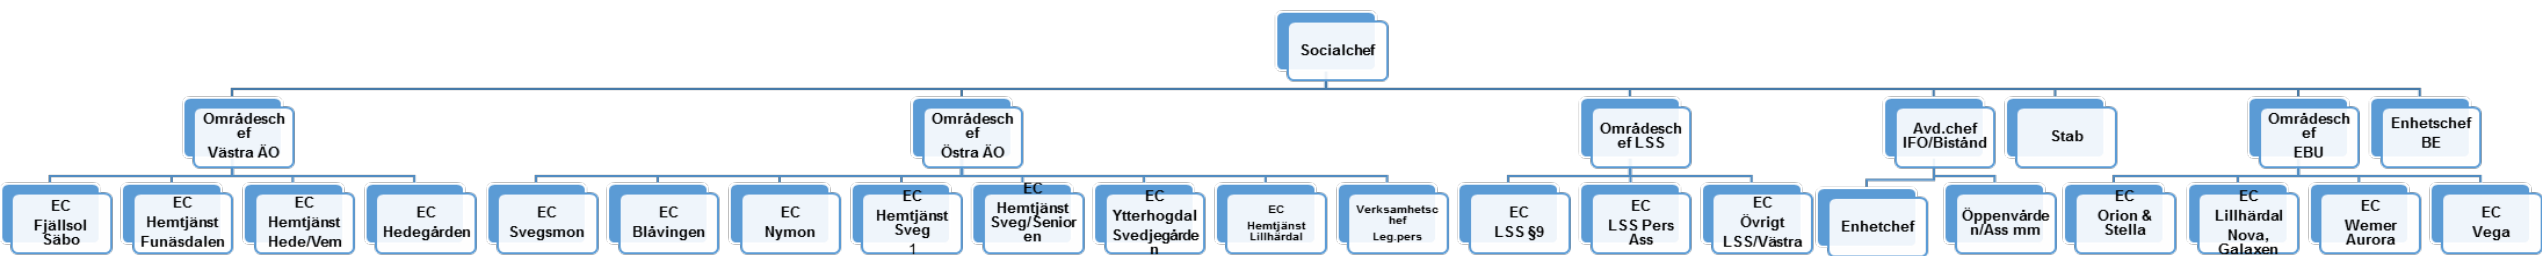 Socialchef
Områdesch
ef
Västra ÄO
Områdesch
ef
Östra ÄO
Områdesch
ef LSS
Avd.chef
IFO/Bistånd
Stab
Områdesch
ef
EBU
Enhetschef
BE
EC
Fjällsol
Säbo
EC
Hemtjänst
Funäsdalen
EC
Hemtjänst
Hede/Vem
EC
Hedegården
EC
Svegsmon
EC
Blåvingen
EC
Nymon
EC
Hemtjänst
Sveg
1
EC
Hemtjänst
Sveg/Senior
en
EC
Ytterhogdal
Svedjegårde
n
EC
Hemtjänst
Lillhärdal
Verksamhetsc
hef
Leg.pers
EC
LSS §9
EC
LSS Pers
Ass
EC
Övrigt
LSS/Västra
Enhetchef
Öppenvårde
n/Ass mm
EC
Orion &
Stella
EC
Lillhärdal
Nova,
Galaxen
EC
Wemer
Aurora
EC
Vega